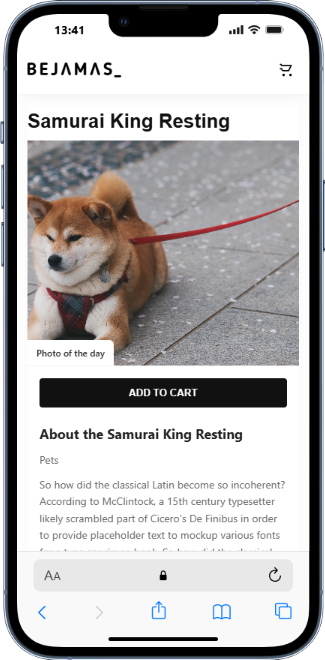 13:41
BEJAMAS_
Samurai King Resting
Photo of the day
ADD TO CART
About the Samurai King Resting
Pets
So how did the classical Latin become so incoherent?
According to McClintock, a 15th century typesetter
likely scrambled part of Cicero's De Finibus in order
to provide placeholder text to mockup various fonts
AA